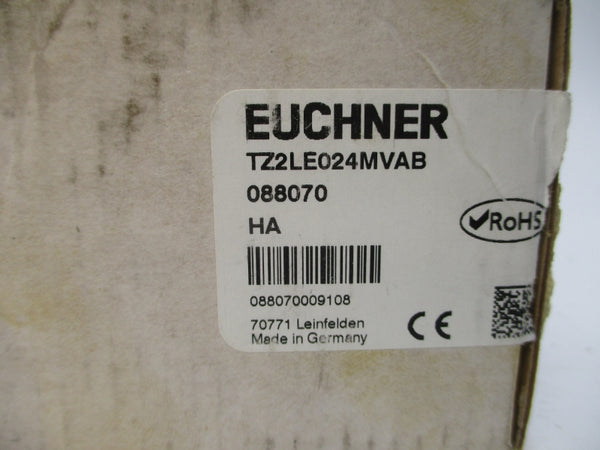 EUCHNER
TZ2LE024MVAB
088070
HA
✔RoHS
088070009108
70771 Leinfelden
Made in Germany
CE